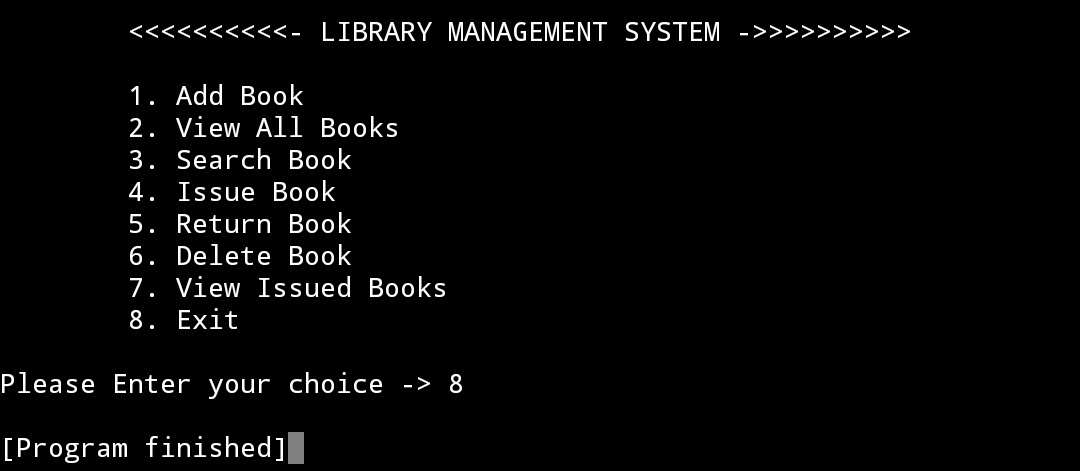 <<<<<<<<<<- LIBRARY MANAGEMENT SYSTEM ->>>>>>>>>>
1. Add Book
2. View All Books
3. Search Book
4. Issue Book
5. Return Book
6. Delete Book
7. View Issued Books
8. Exit
Please Enter your choice -> 8
[Program finished]